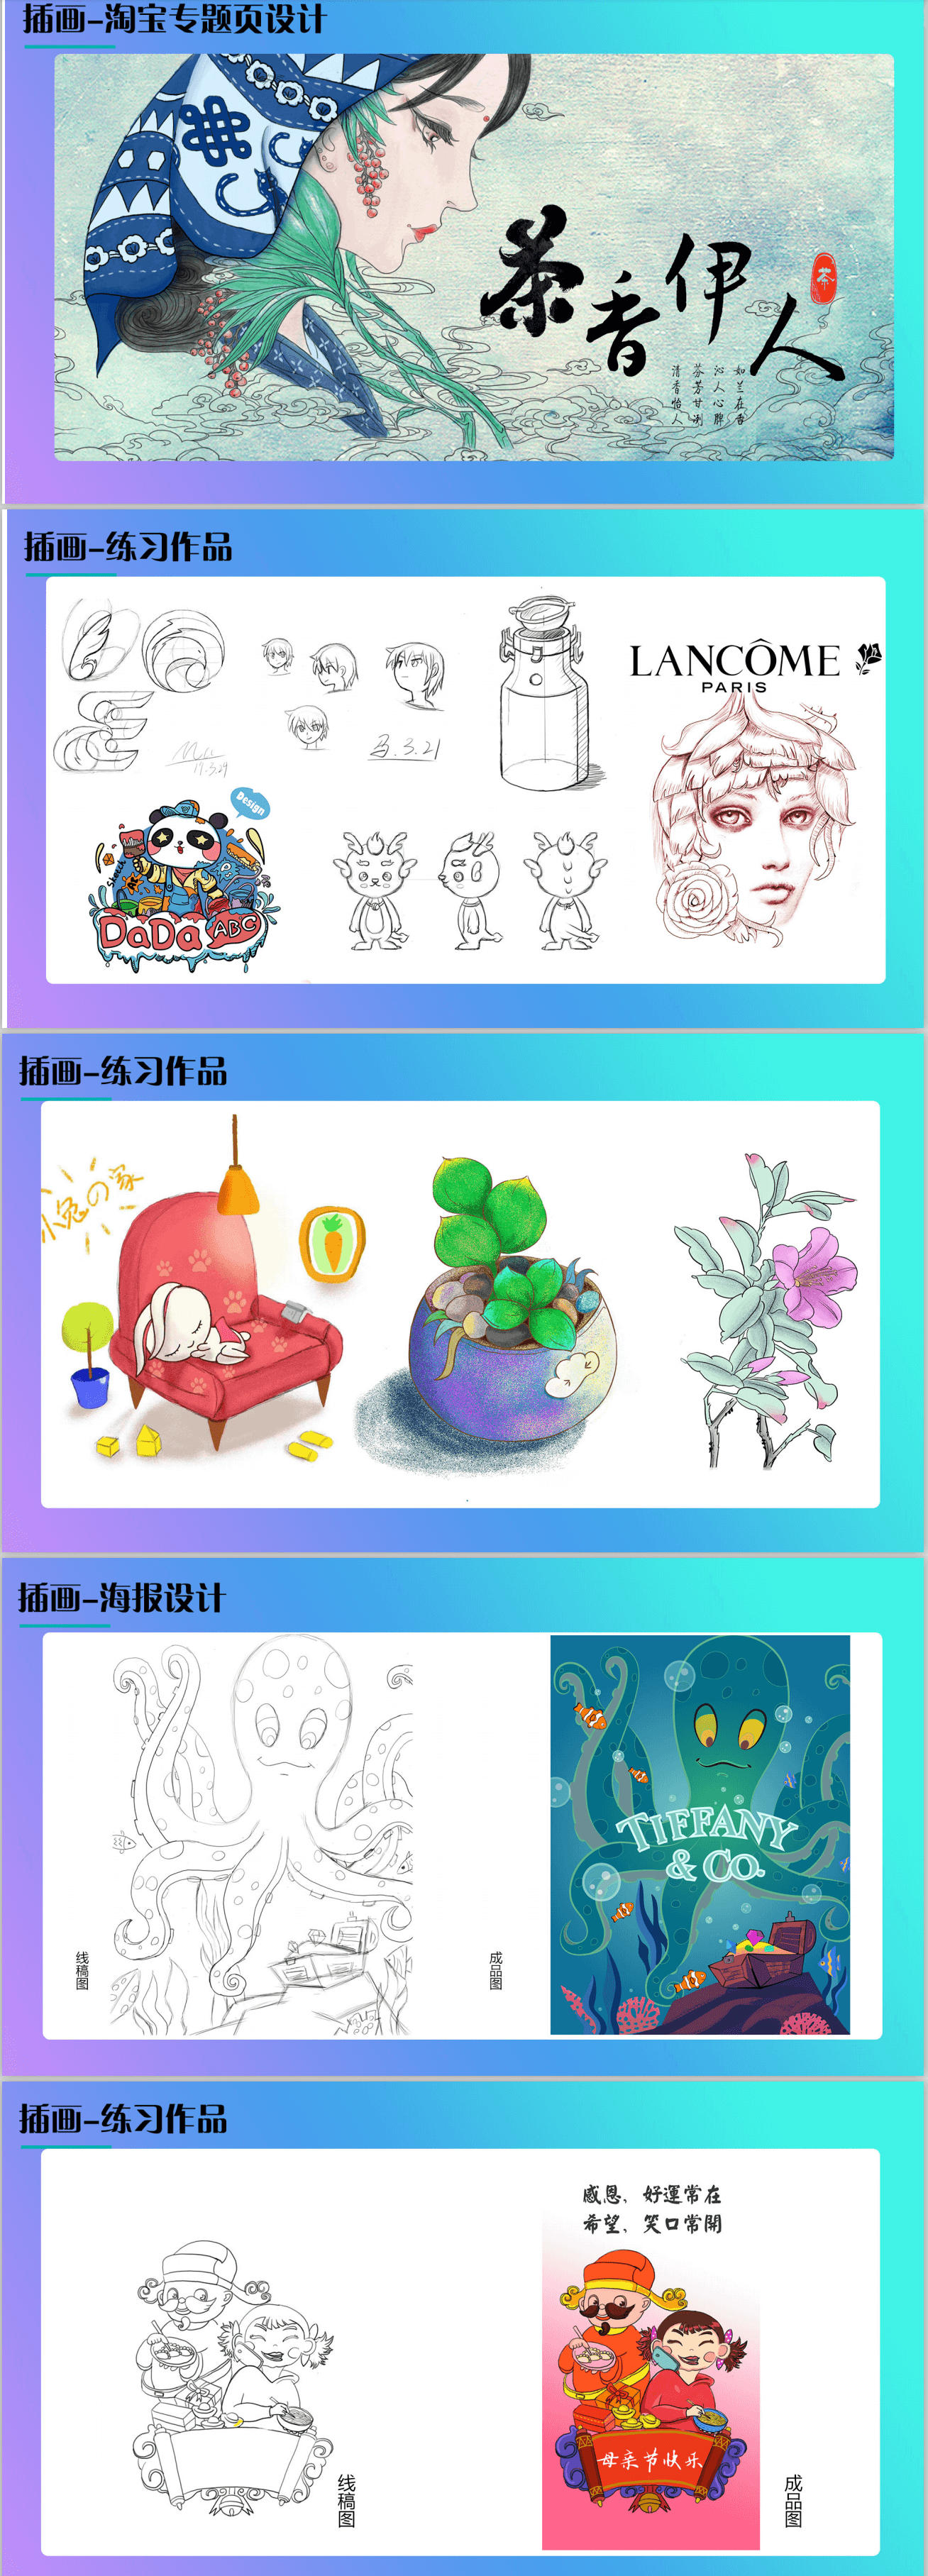 插画-淘宝专题页设计
茶香伊人
茶
如兰在香
沁人心脾
芬芳甘冽
清香怡人
插画-练习作品
LANCÔME
PARIS
Design
Sketch
DaDa
ABC
插画-练习作品
小兔の家
插画-海报设计
TIFFANY
& CO.
线稿图
成品图
插画-练习作品
感恩，好運常在
希望，笑口常開
母亲节快乐
线稿图
成品图